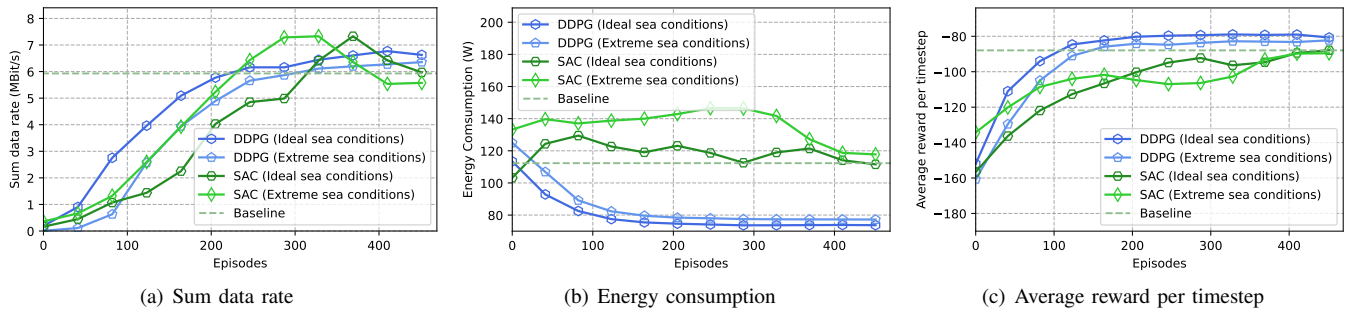 Sum data rate (MBit/s)
8
7
6
5
4
3
2
1
0
DDPG (Ideal sea conditions)
DDPG (Extreme sea conditions)
SAC (Ideal sea conditions)
SAC (Extreme sea conditions)
Baseline
0 100 200 300 400
Episodes
(a) Sum data rate
Energy Consumption (W)
200
180
160
140
120
100
80
DDPG (Ideal sea conditions)
DDPG (Extreme sea conditions)
SAC (Ideal sea conditions)
SAC (Extreme sea conditions)
Baseline
0 100 200 300 400
Episodes
(b) Energy consumption
Average reward per timestep
−80
−100
−120
−140
−160
−180
DDPG (Ideal sea conditions)
DDPG (Extreme sea conditions)
SAC (Ideal sea conditions)
SAC (Extreme sea conditions)
Baseline
0 100 200 300 400
Episodes
(c) Average reward per timestep